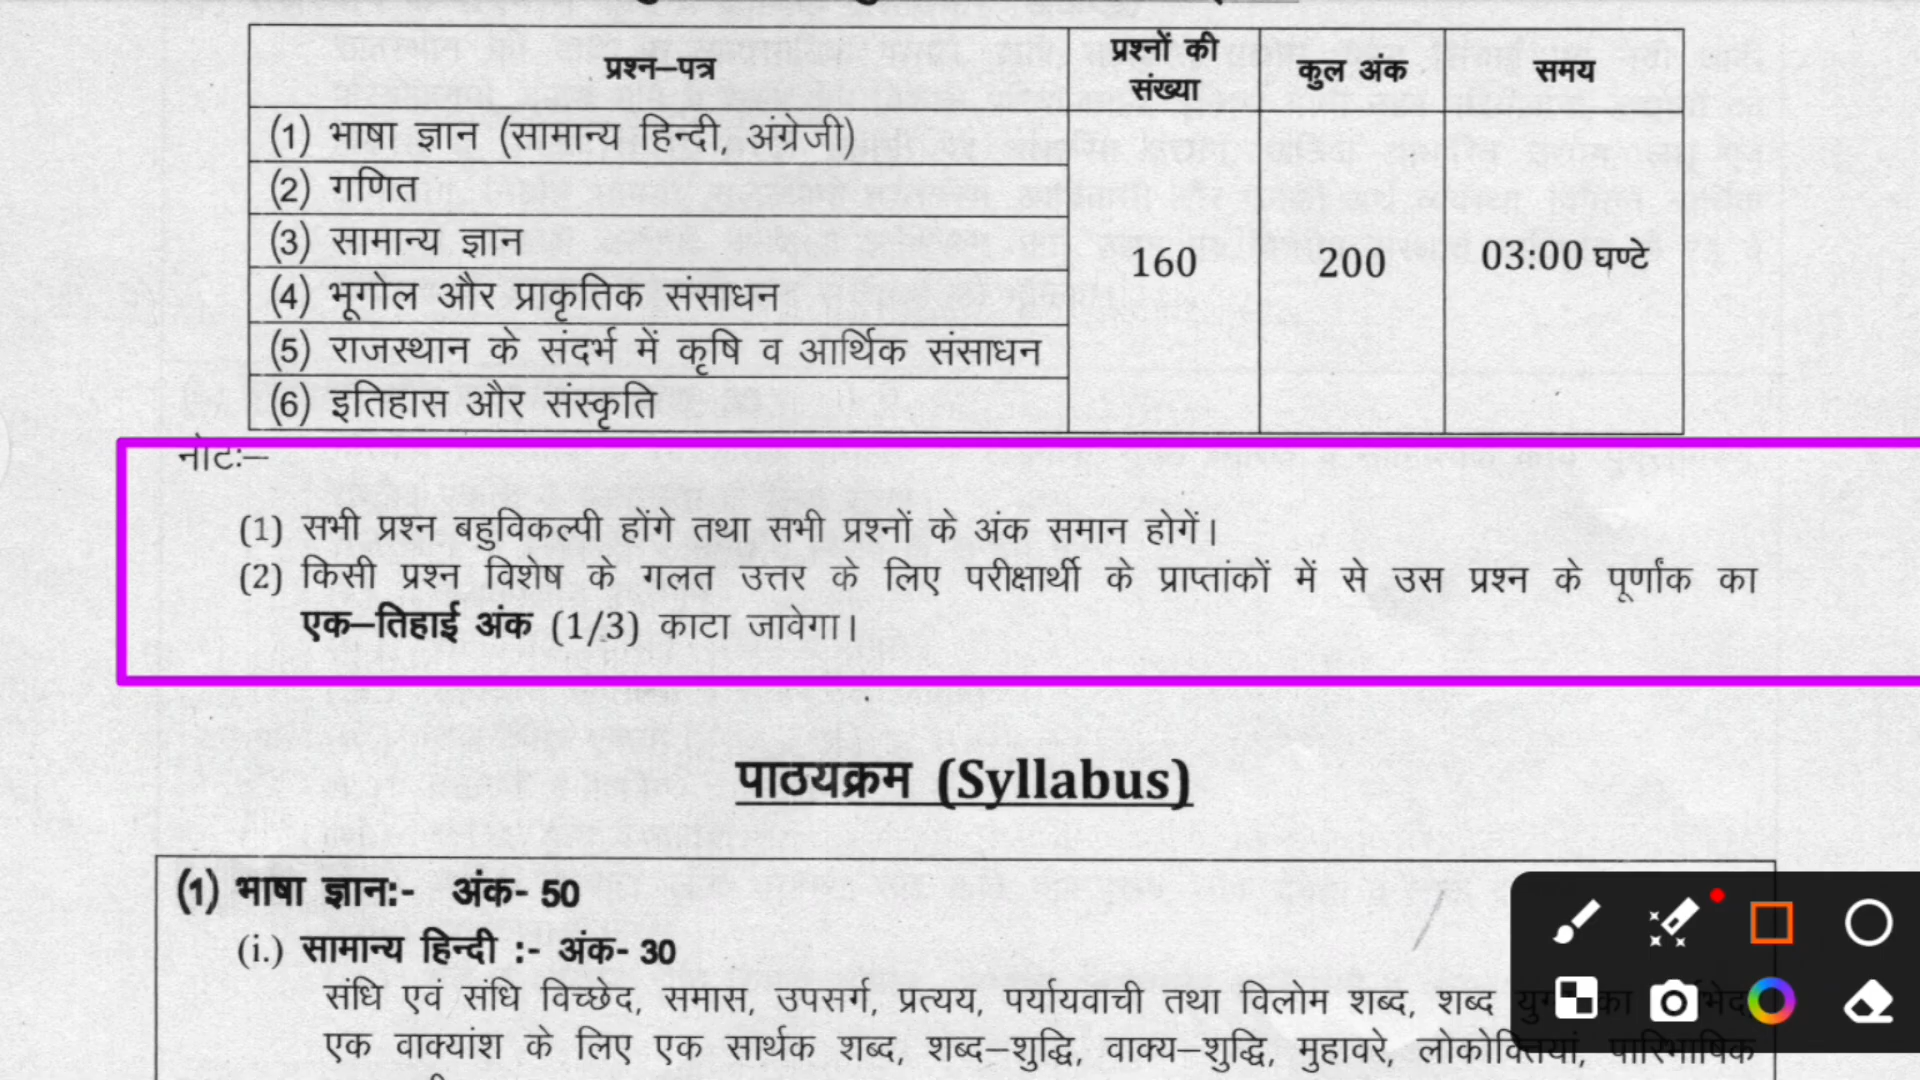 प्रश्न–पत्र
प्रश्नों की
संख्या
कुल अंक
समय
(1) भाषा ज्ञान (सामान्य हिन्दी, अंग्रेजी)
(2) गणित
(3) सामान्य ज्ञान
(4) भूगोल और प्राकृतिक संसाधन
(5) राजस्थान के संदर्भ में कृषि व आर्थिक संसाधन
(6) इतिहास और संस्कृति
160
200
03:00 घण्टे
नोटः–
(1) सभी प्रश्न बहुविकल्पी होंगे तथा सभी प्रश्नों के अंक समान होगें।
(2) किसी प्रश्न विशेष के गलत उत्तर के लिए परीक्षार्थी के प्राप्तांकों में से उस प्रश्न के पूर्णांक का
एक–तिहाई अंक (1/3) काटा जावेगा।
पाठयक्रम (Syllabus)
(1) भाषा ज्ञान:- अंक- 50
(i.) सामान्य हिन्दी :- अंक- 30
संधि एवं संधि विच्छेद, समास, उपसर्ग, प्रत्यय, पर्यायवाची तथा विलोम शब्द, शब्द
एक वाक्यांश के लिए एक सार्थक शब्द, शब्द–शुद्धि, वाक्य–शुद्धि, मुहावरे, लोकोक्तियां, पारिभाषिक